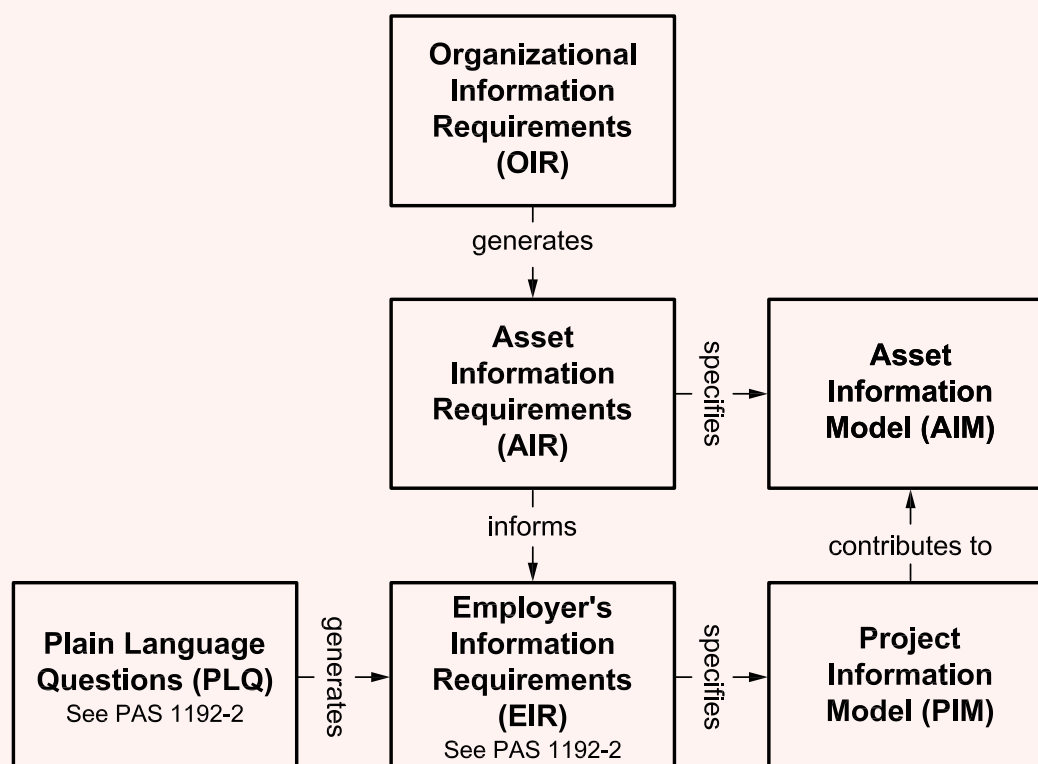 Organizational
Information
Requirements
(OIR)
generates
Asset
Information
Requirements
(AIR)
specifies
Asset
Information
Model (AIM)
informs
contributes to
Plain Language
Questions (PLQ)
See PAS 1192-2
generates
Employer's
Information
Requirements
(EIR)
See PAS 1192-2
specifies
Project
Information
Model (PIM)